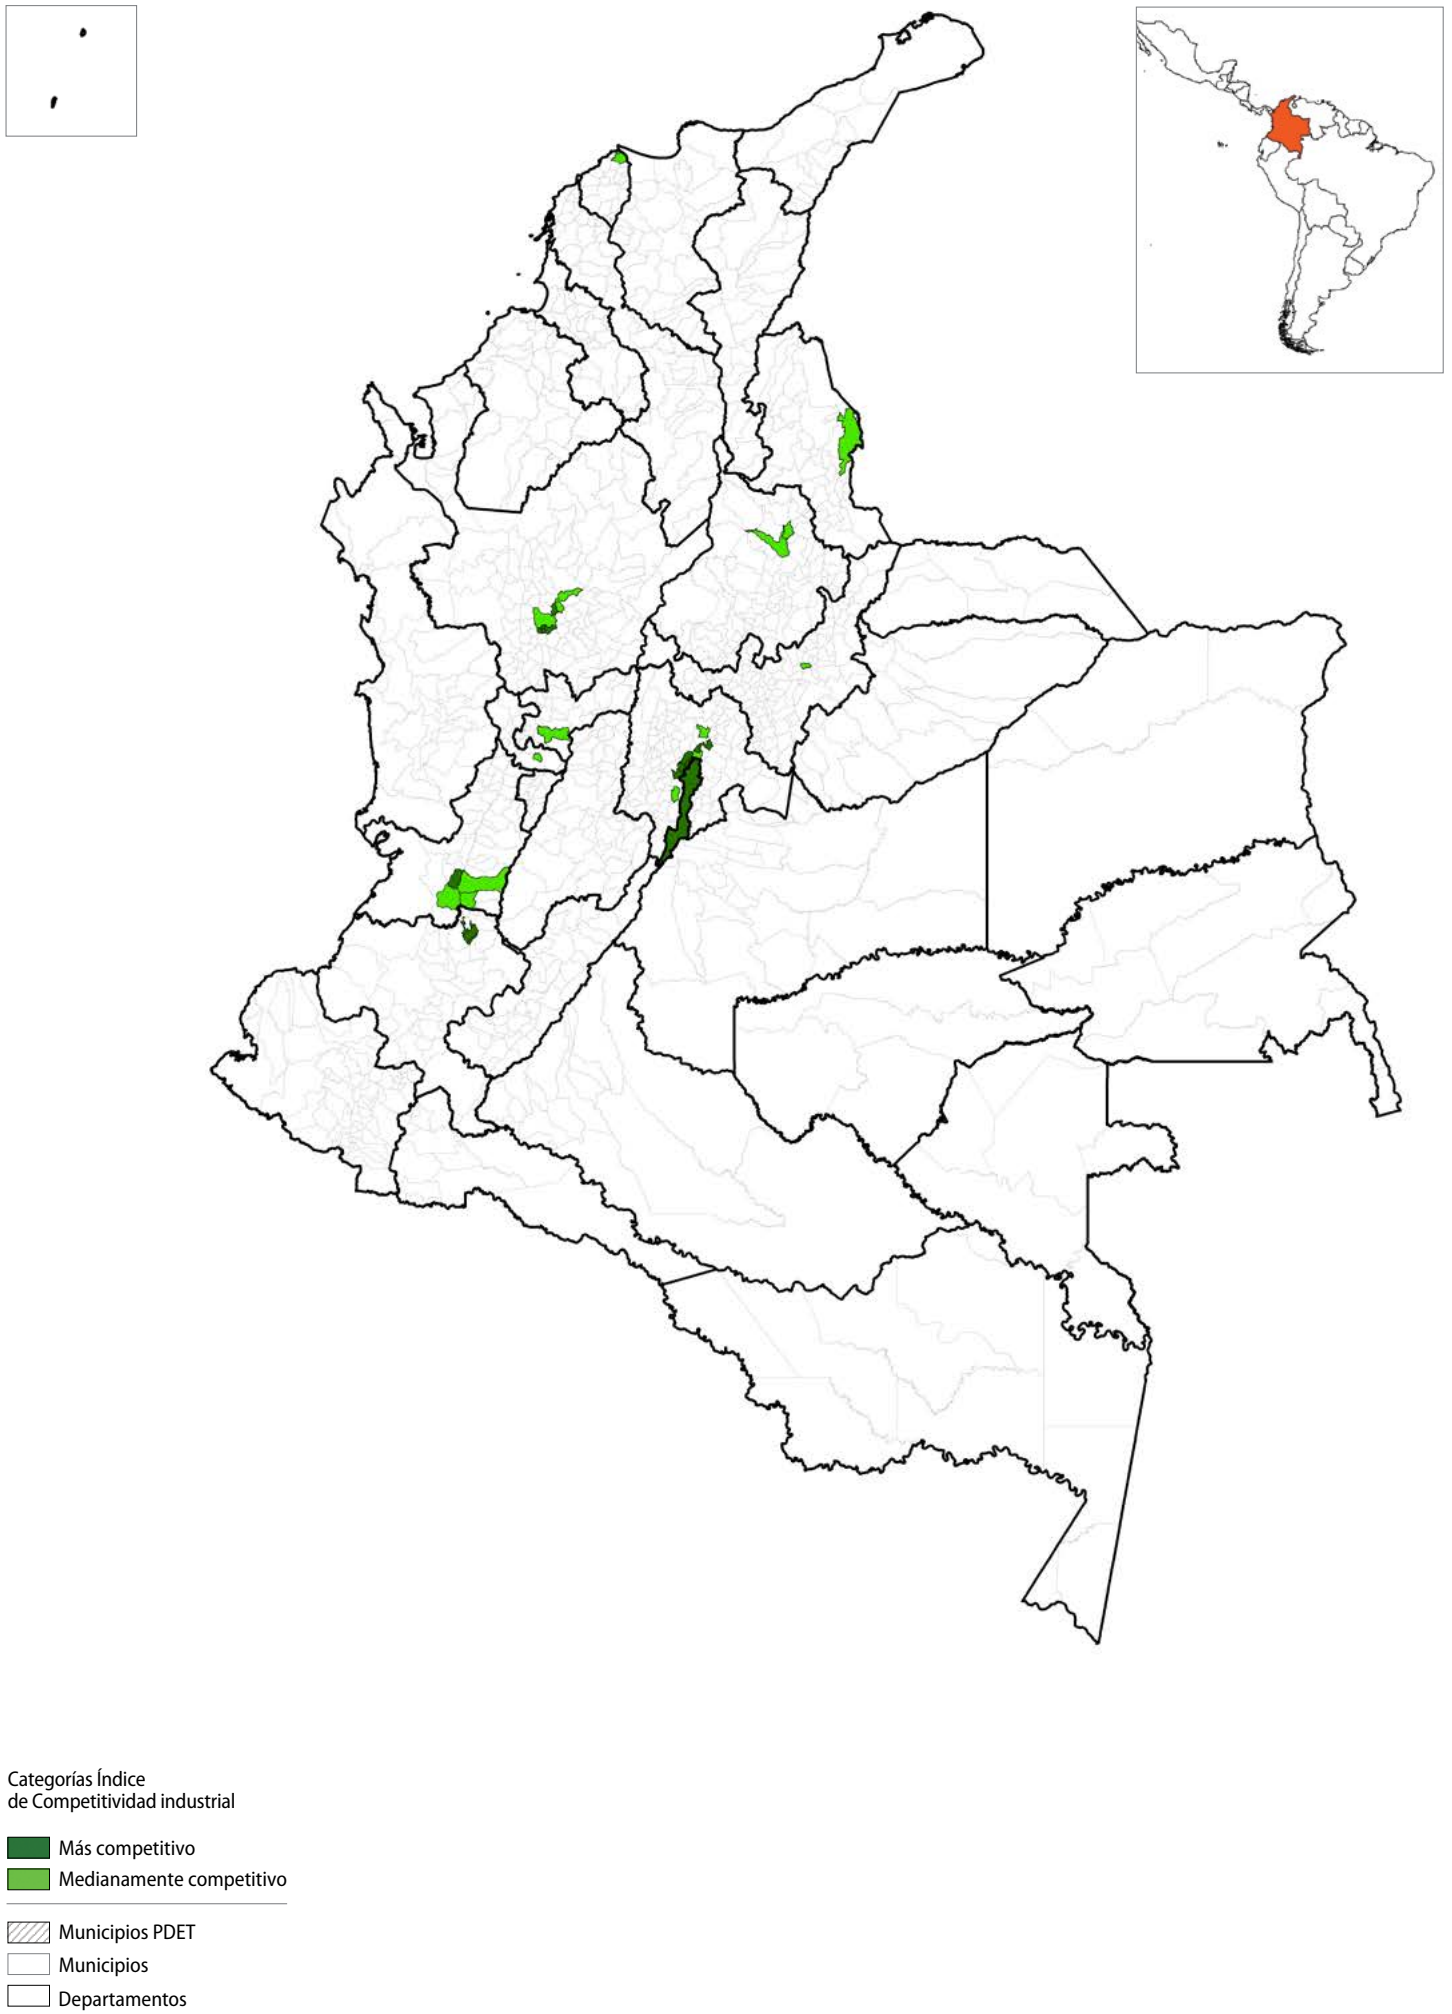 Categorías Índice
de Competitividad industrial
Más competitivo
Medianamente competitivo
Municipios PDET
Municipios
Departamentos